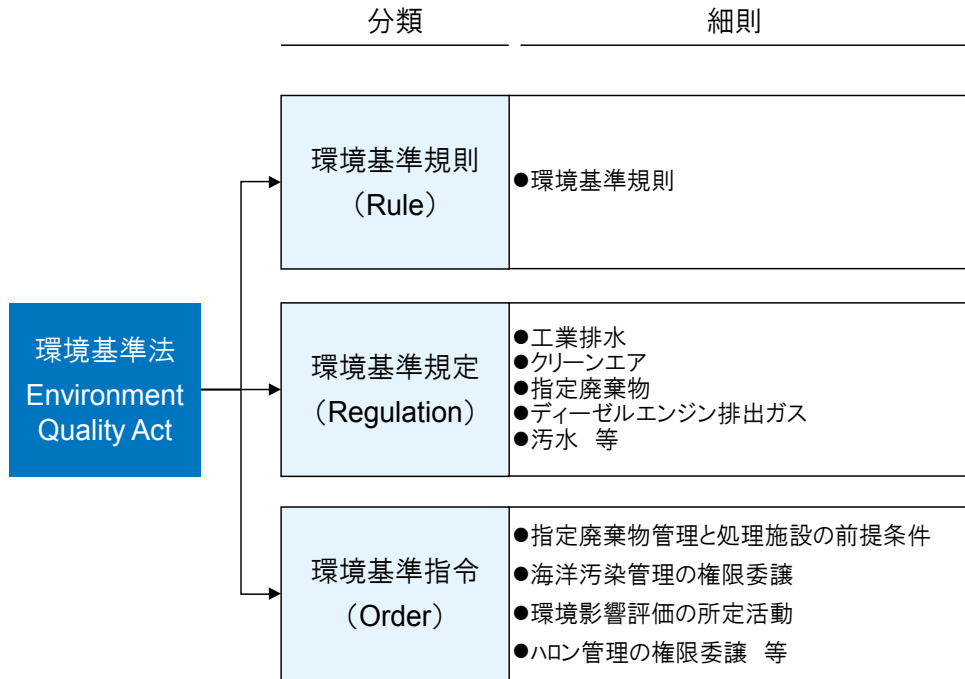 分類
細則
環境基準法
Environment
Quality Act
環境基準規則
（Rule）
●環境基準規則
環境基準規定
（Regulation）
●工業排水
●クリーンエア
●指定廃棄物
●ディーゼルエンジン排出ガス
●汚水　等
環境基準指令
（Order）
●指定廃棄物管理と処理施設の前提条件
●海洋汚染管理の権限委譲
●環境影響評価の所定活動
●ハロン管理の権限委譲　等